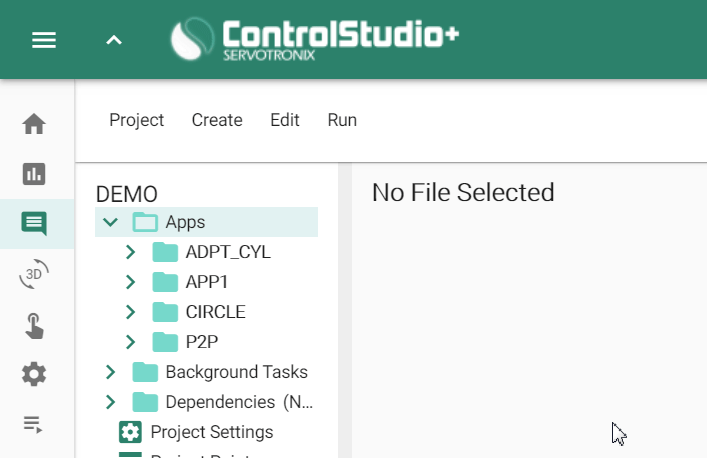 ControlStudio+
SERVOTRONIX
Project Create Edit Run
DEMO
No File Selected
Apps
3D
ADPT_CYL
APP1
CIRCLE
P2P
Background Tasks
Dependencies (N...
Project Settings